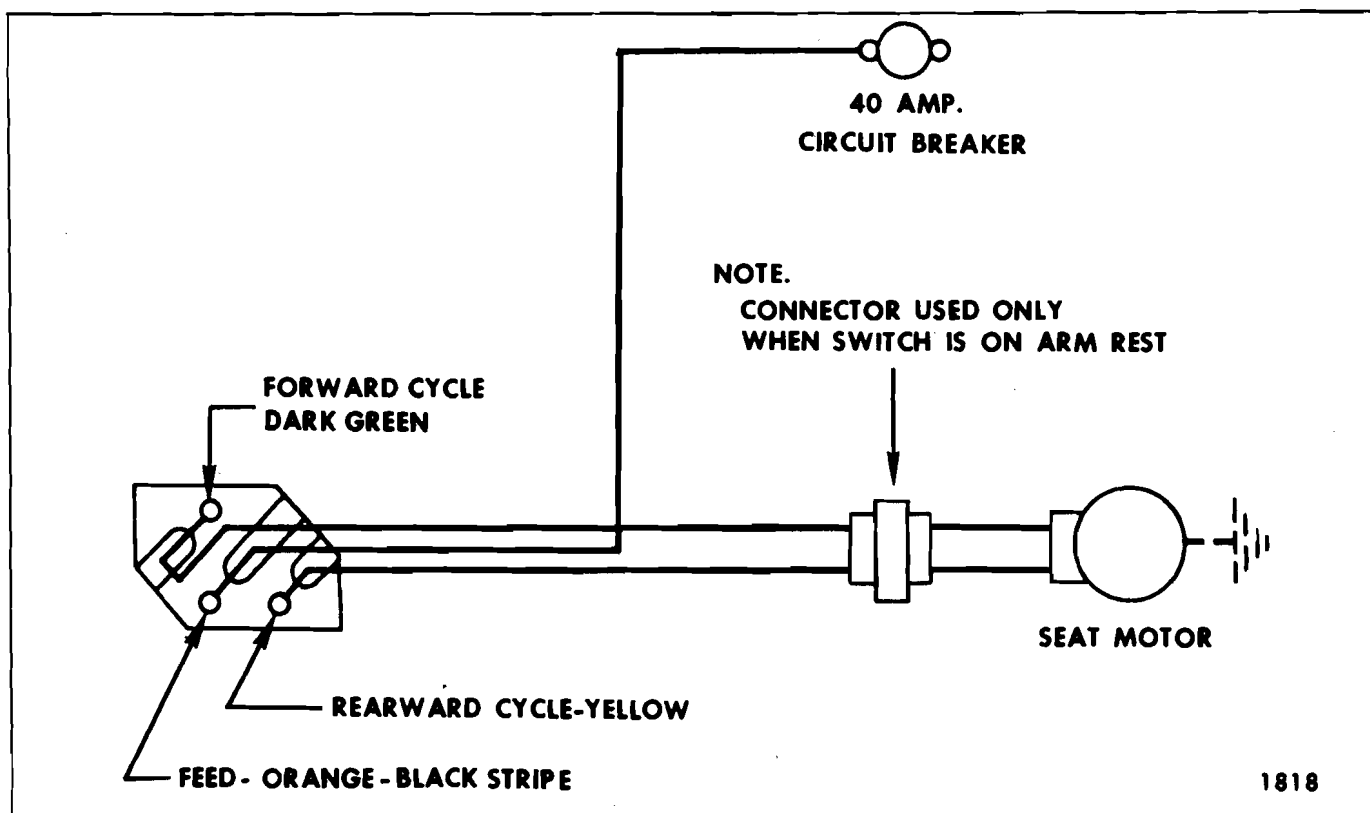 40 AMP.
CIRCUIT BREAKER
NOTE.
CONNECTOR USED ONLY
WHEN SWITCH IS ON ARM REST
FORWARD CYCLE
DARK GREEN
SEAT MOTOR
REARWARD CYCLE-YELLOW
FEED- ORANGE-BLACK STRIPE
1818